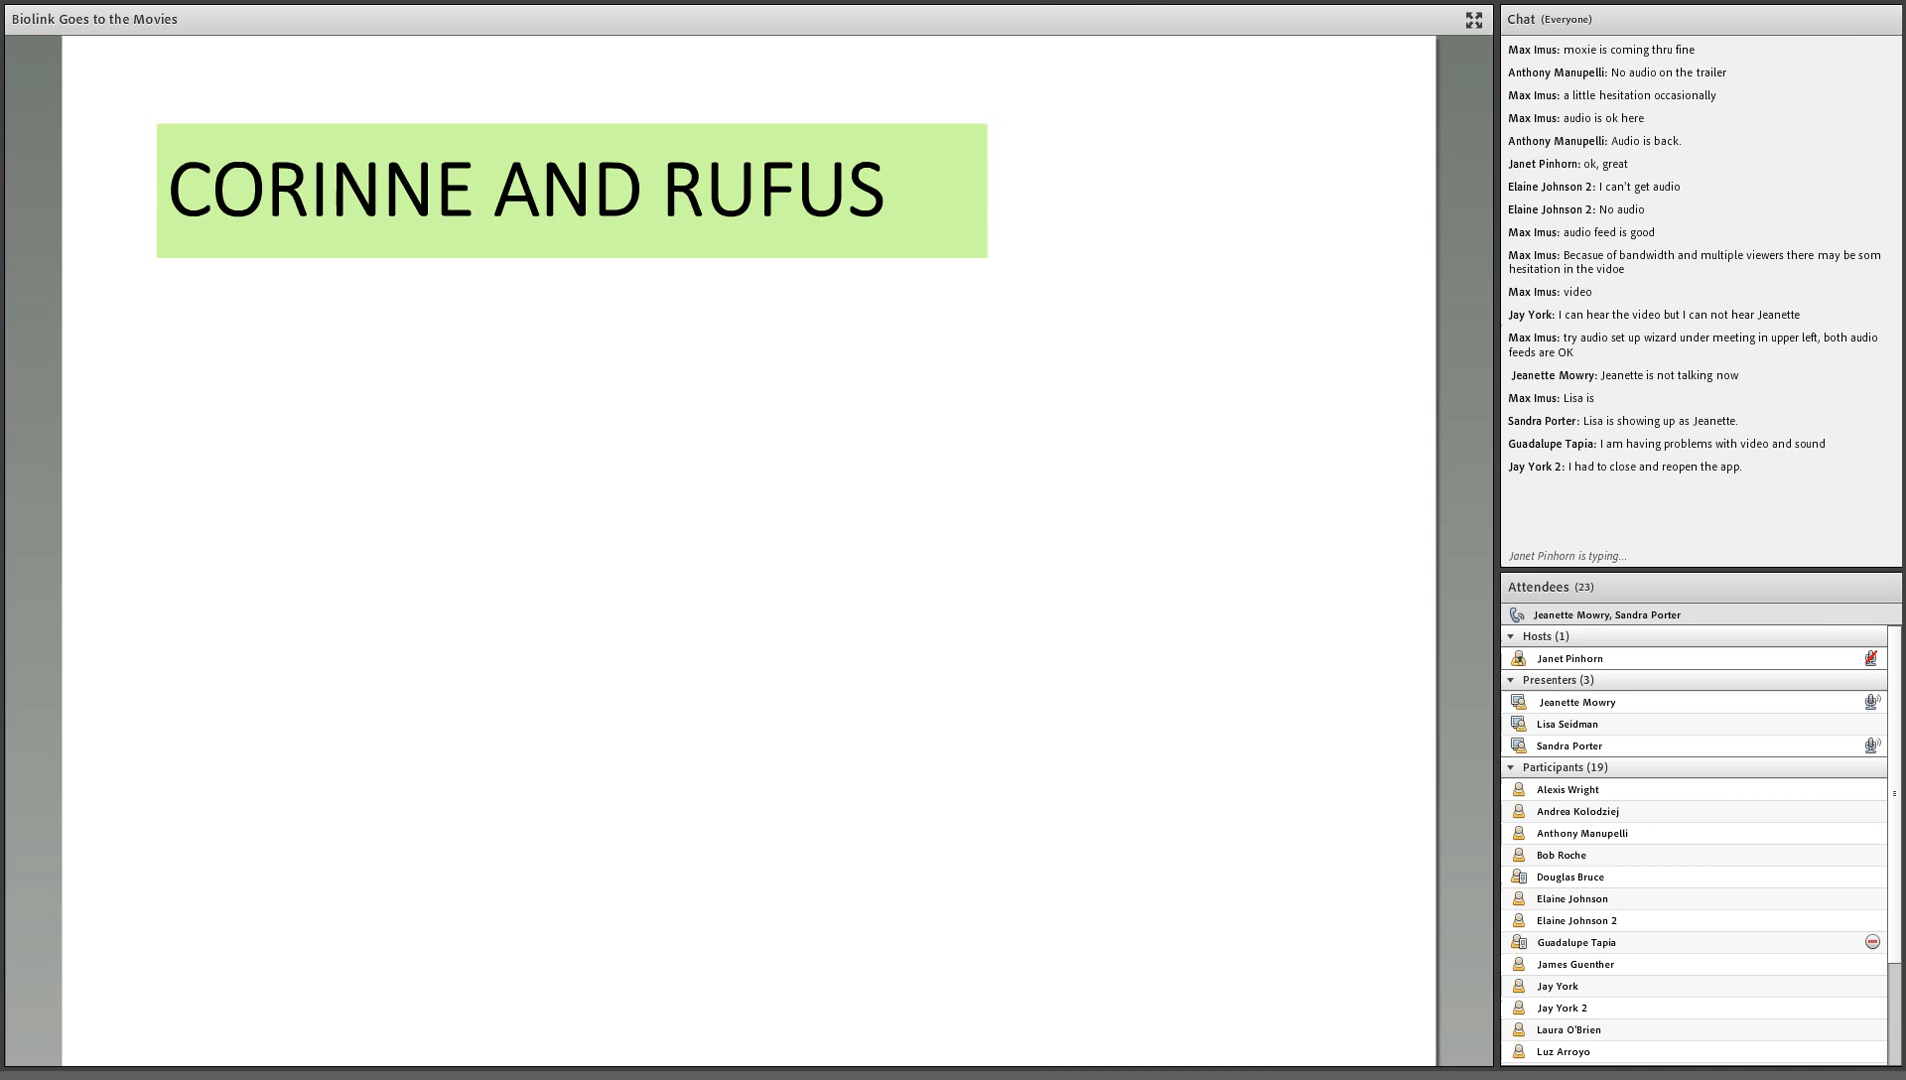 Biolink Goes to the Movies
CORINNE AND RUFUS
Chat (Everyone)
Max Imus: moxie is coming thru fine
Anthony Manupelli: No audio on the trailer
Max Imus: a little hesitation occasionally
Max Imus: audio is ok here
Anthony Manupelli: Audio is back.
Janet Pinhorn: ok, great
Elaine Johnson 2: I can't get audio
Elaine Johnson 2: No audio
Max Imus: audio feed is good
Max Imus: Becasue of bandwidth and multiple viewers there may be som
hesitation in the vidoe
Max Imus: video
Jay York: I can hear the video but I can not hear Jeanette
Max Imus: try audio set up wizard under meeting in upper left, both audio
feeds are OK
Jeanette Mowry: Jeanette is not talking now
Max Imus: Lisa is
Sandra Porter: Lisa is showing up as Jeanette.
Guadalupe Tapia: I am having problems with video and sound
Jay York 2: I had to close and reopen the app.
Janet Pinhorn is typing...
Attendees (23)
Jeanette Mowry, Sandra Porter
Hosts (1)
Janet Pinhorn
Presenters (3)
Jeanette Mowry
Lisa Seidman
Sandra Porter
Participants (19)
Alexis Wright
Andrea Kolodziej
Anthony Manupelli
Bob Roche
Douglas Bruce
Elaine Johnson
Elaine Johnson 2
Guadalupe Tapia
James Guenther
Jay York
Jay York 2
Laura O'Brien
Luz Arroyo